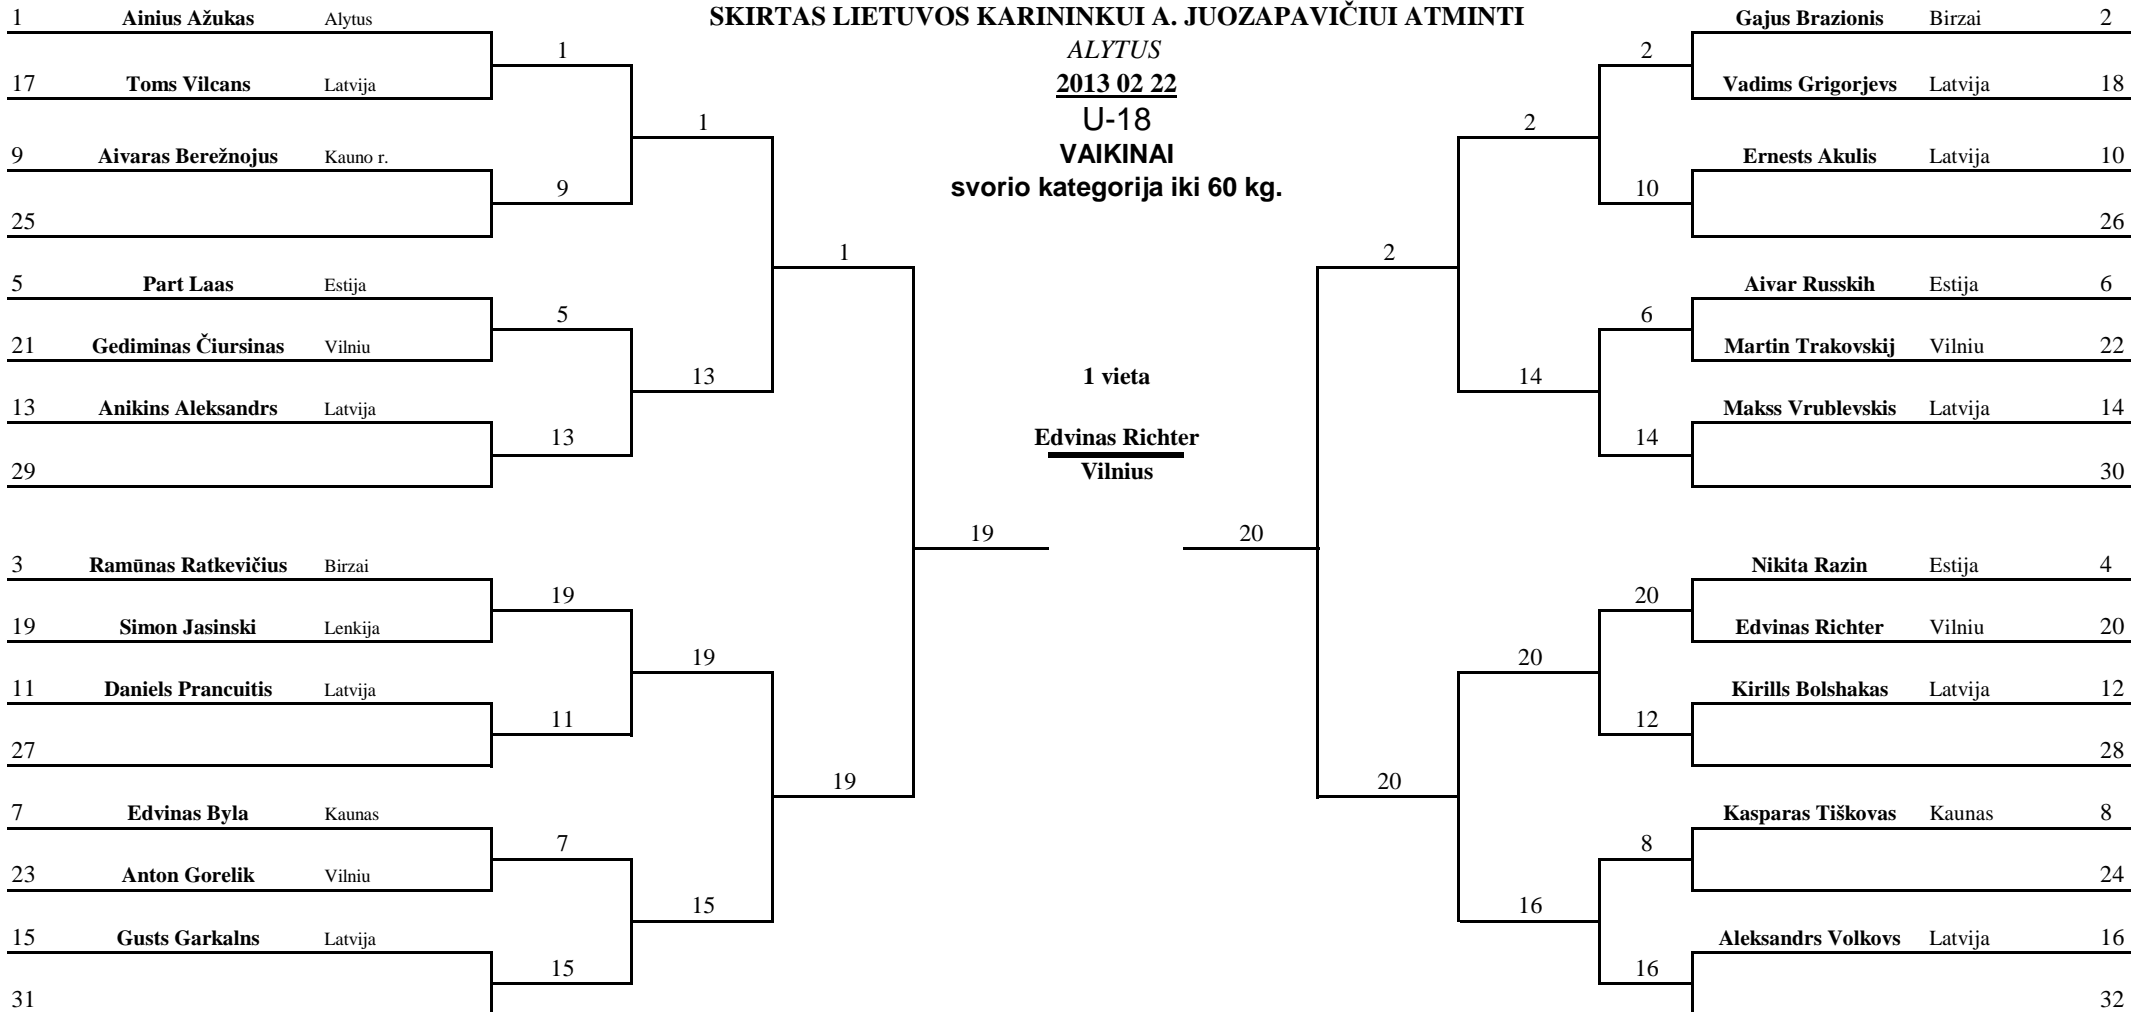 SKIRTAS LIETUVOS KARININKUI A. JUOZAPAVIČIUI ATMINTI
ALYTUS
2013 02 22
U-18
VAIKINAI
svorio kategorija iki 60 kg.
1 Ainius Ažukas Alytus
1
17 Toms Vilcans Latvija
1
9 Aivaras Berežnojus Kauno r.
9
25
1
5 Part Laas Estija
5
21 Gediminas Čiursinas Vilniu
13
13 Anikins Aleksandrs Latvija
13
29
19
3 Ramūnas Ratkevičius Birzai
19
19 Simon Jasinski Lenkija
19
11 Daniels Prancuitis Latvija
11
27
19
7 Edvinas Byla Kaunas
7
23 Anton Gorelik Vilniu
15
15 Gusts Garkalns Latvija
15
31
1 vieta
Edvinas Richter
Vilnius
Gajus Brazionis Birzai 2
2
Vadims Grigorjevs Latvija 18
2
Ernests Akulis Latvija 10
10
26
2
Aivar Russkih Estija 6
6
Martin Trakovskij Vilniu 22
14
Makss Vrublevskis Latvija 14
14
30
20
Nikita Razin Estija 4
20
Edvinas Richter Vilniu 20
20
Kirills Bolshakas Latvija 12
12
28
20
Kasparas Tiškovas Kaunas 8
8
24
16
Aleksandrs Volkovs Latvija 16
16
32